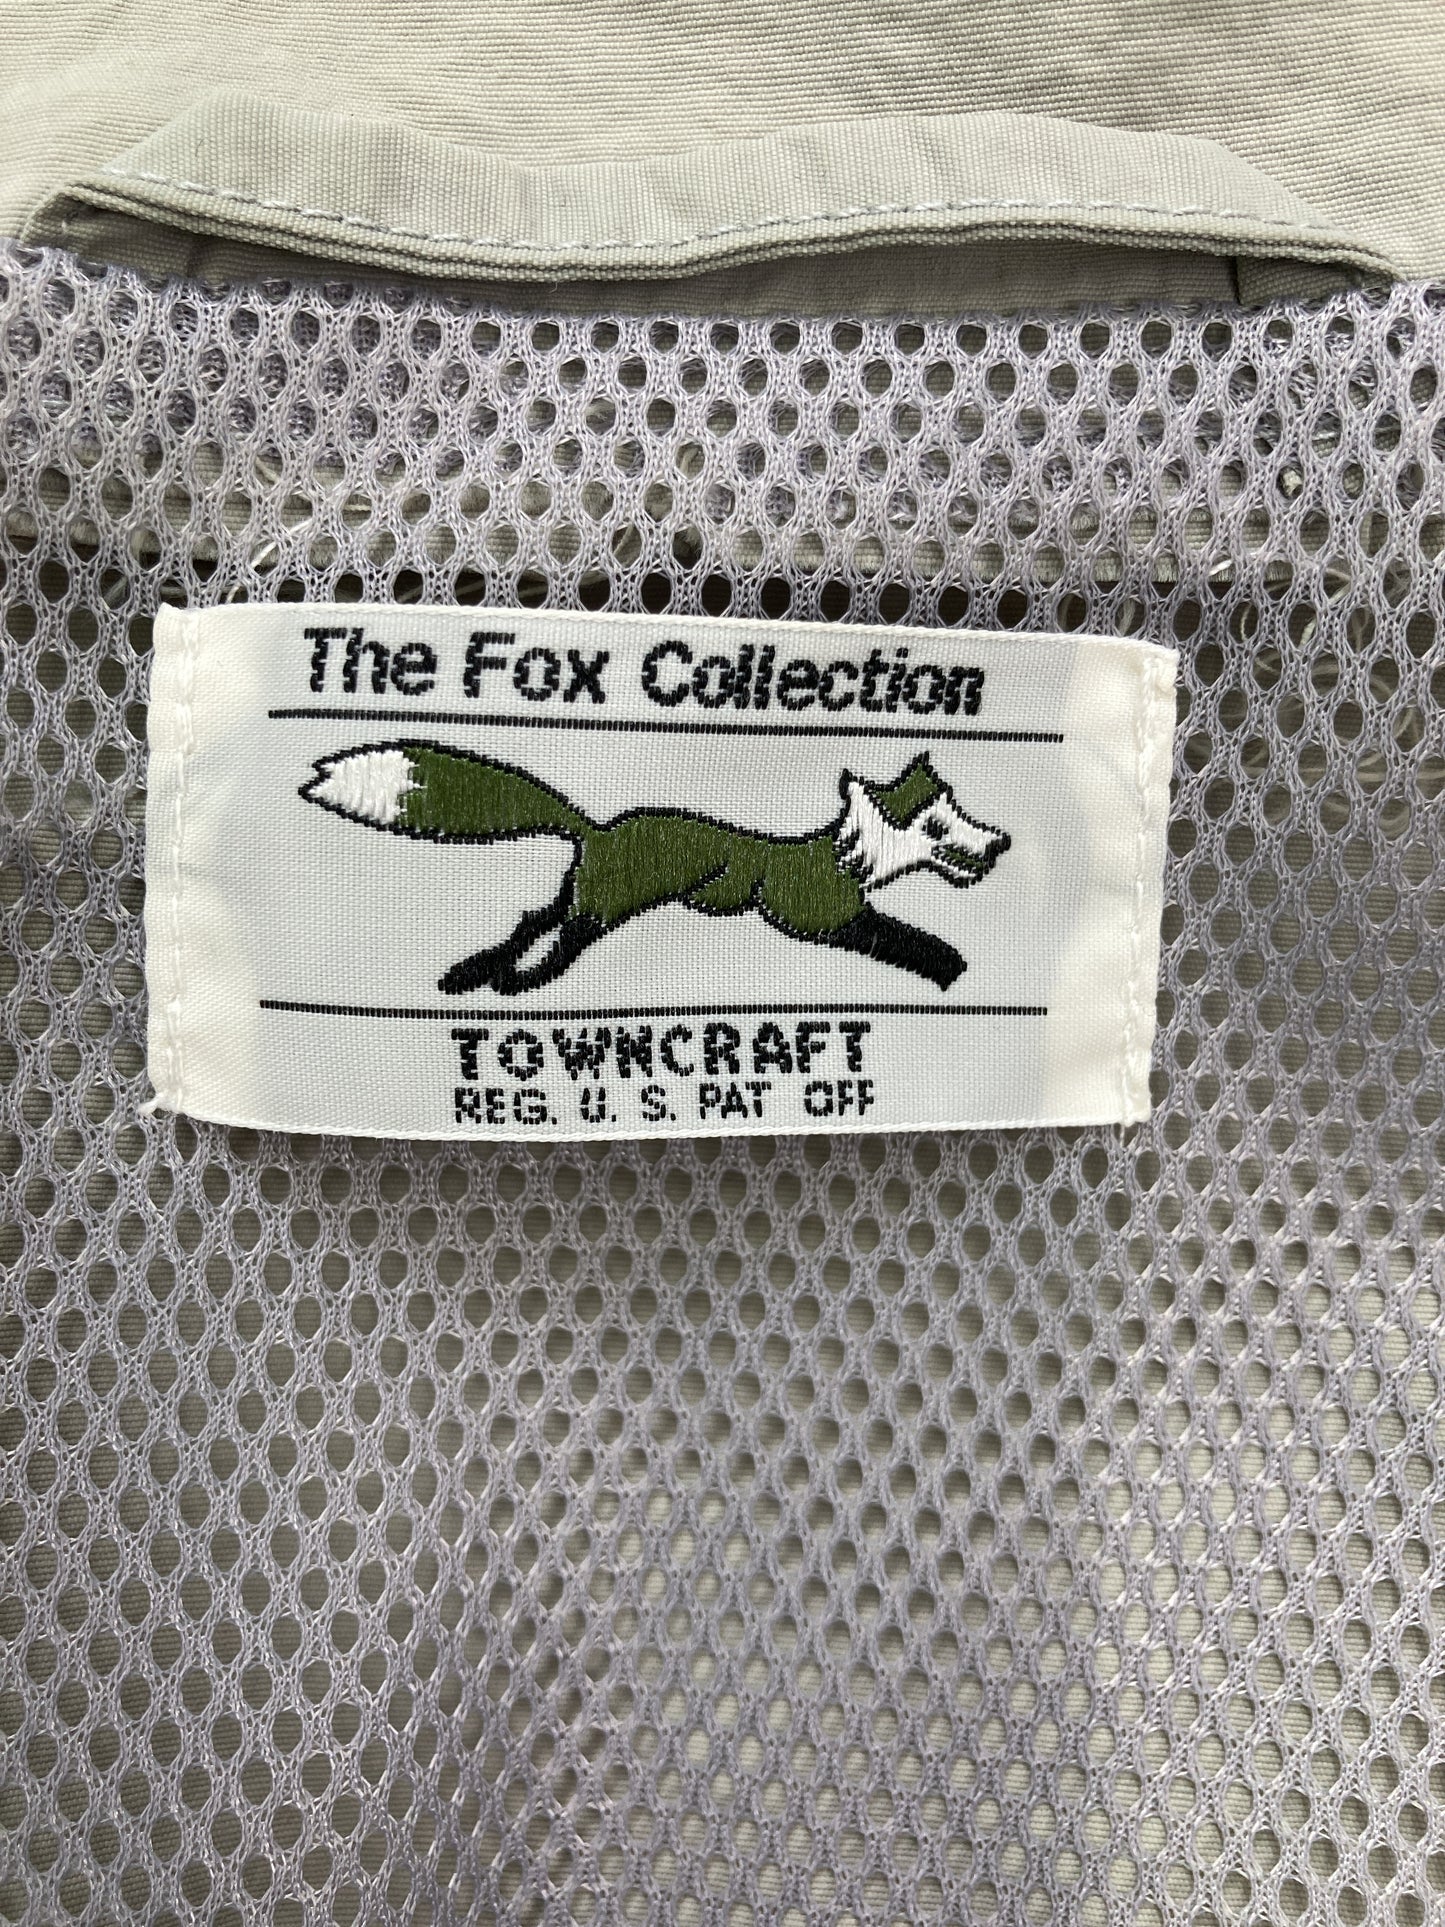 The Fox Collection
TOWNCRAFT
REG. U. S. PAT OFF